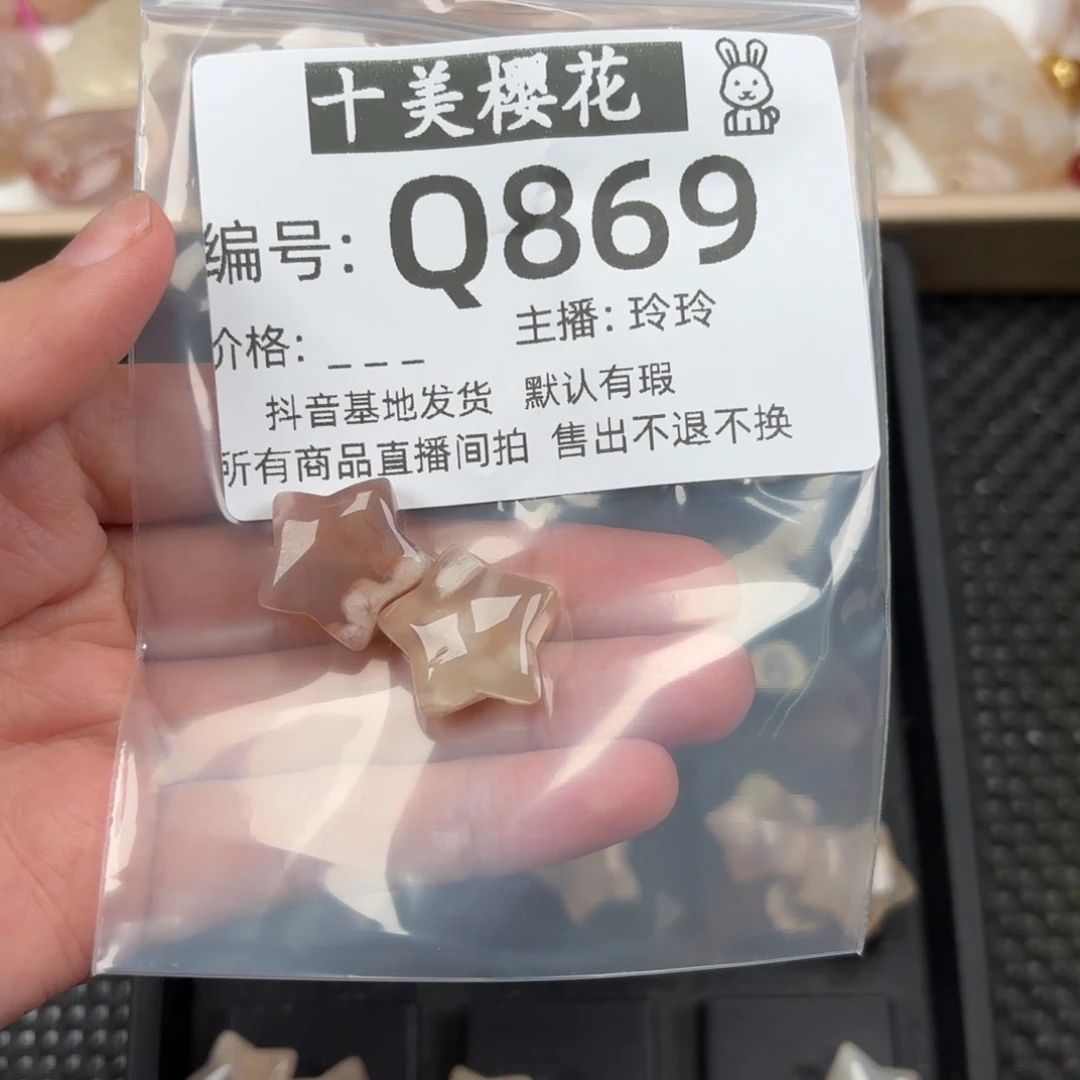 十美樱花
编号: Q869
价格: _ _ _ 主播: 玲玲
抖音基地发货 默认有瑕
所有商品直播间拍 售出不退不换